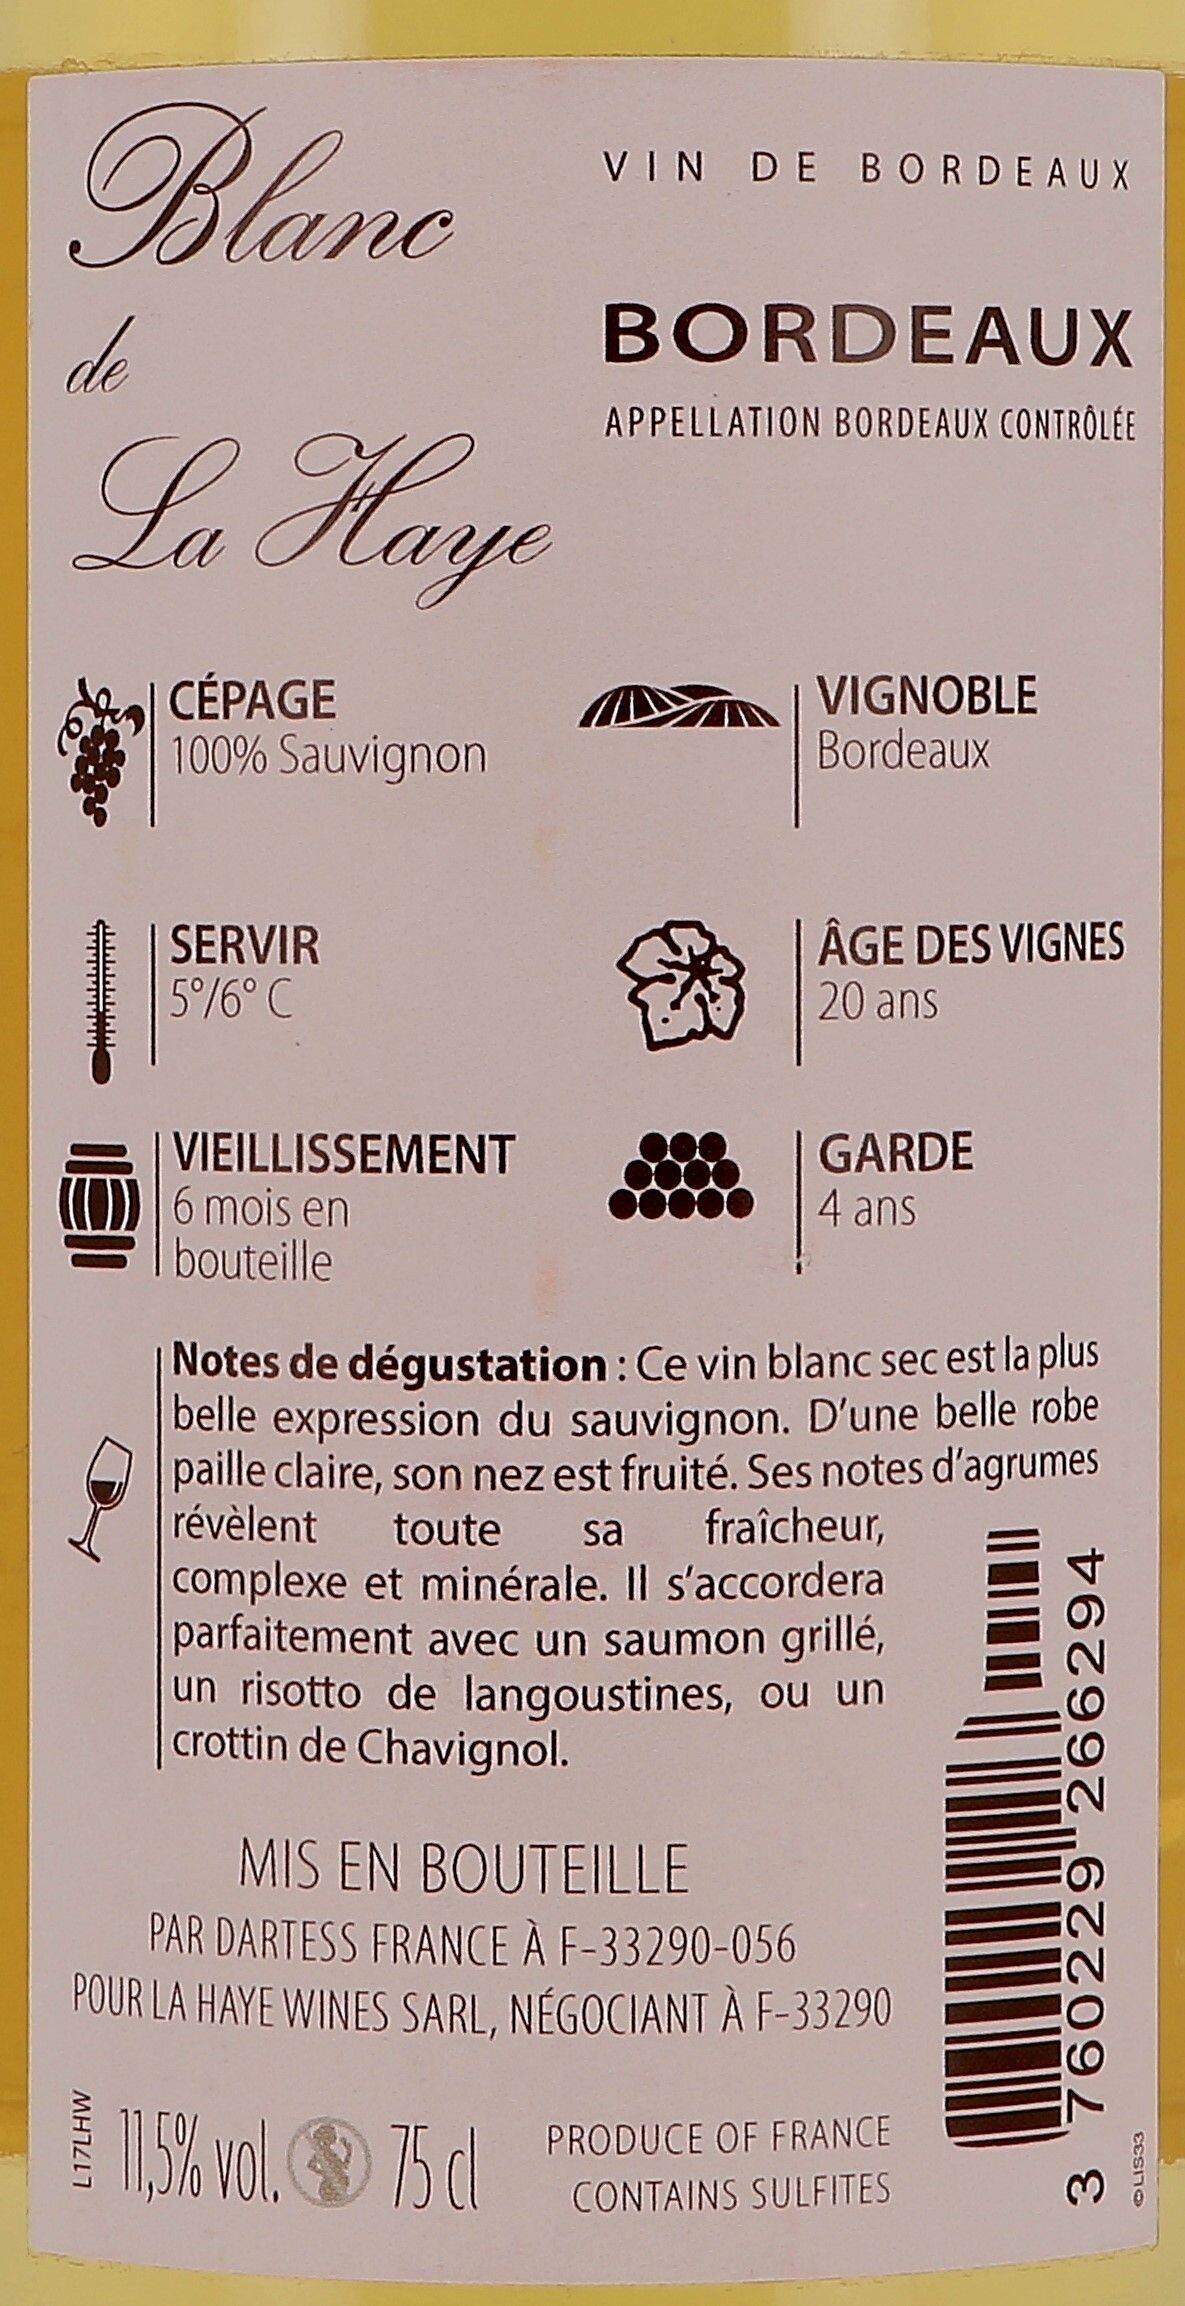 Blanc
de
La Haye
VIN DE BORDEAUX
BORDEAUX
APPELLATION BORDEAUX CONTRÔLÉE
CÉPAGE
100% Sauvignon
VIGNOBLE
Bordeaux
SERVIR
5°/6° C
ÂGE DES VIGNES
20 ans
VIEILLISSEMENT
6 mois en
bouteille
GARDE
4 ans
Notes de dégustation : Ce vin blanc sec est la plus
belle expression du sauvignon. D'une belle robe
paille claire, son nez est fruité. Ses notes d'agrumes
révèlent toute sa fraîcheur,
complexe et minérale. Il s'accordera
parfaitement avec un saumon grillé,
un risotto de langoustines, ou un
crottin de Chavignol.
MIS EN BOUTEILLE
PAR DARTESS FRANCE À F-33290-056
POUR LA HAYE WINES SARL, NÉGOCIANT À F-33290
L17LHW
11,5% vol.
75 cl
PRODUCE OF FRANCE
CONTAINS SULFITES
3 760229 266294
©LIS33